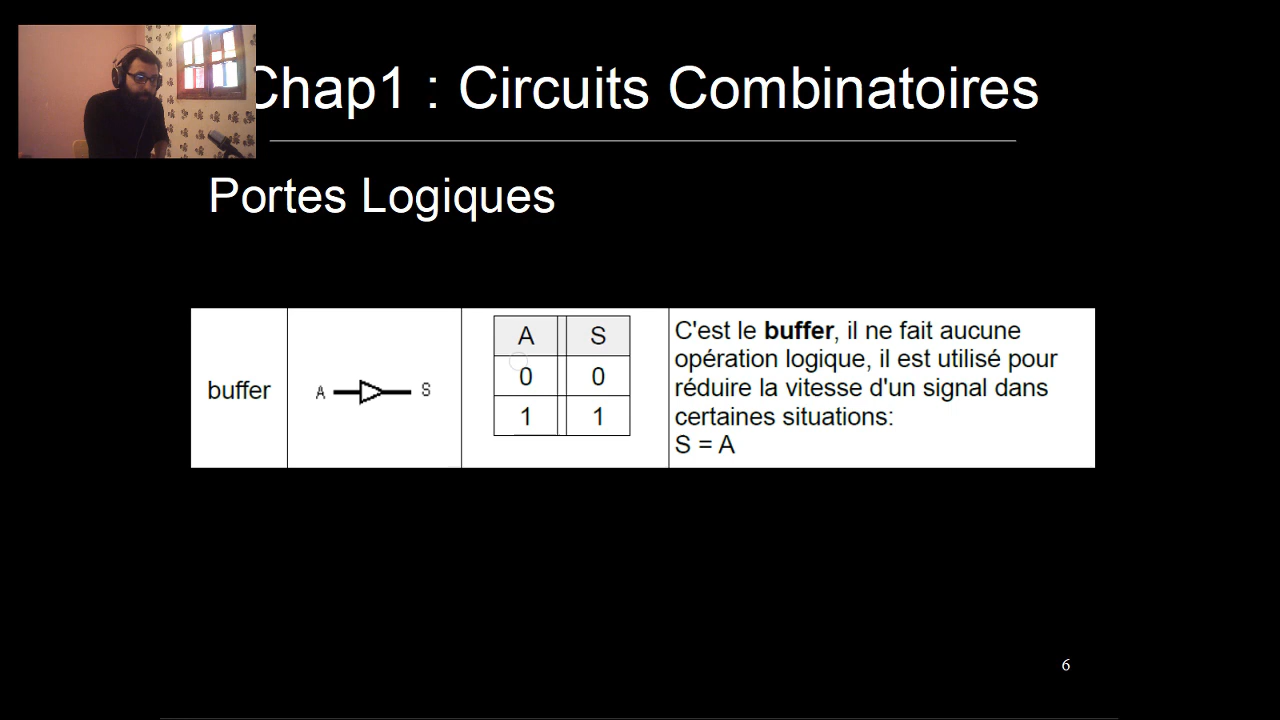 Chap1 : Circuits Combinatoires
Portes Logiques
buffer
A S
A S
0 0
1 1
C'est le buffer, il ne fait aucune
opération logique, il est utilisé pour
réduire la vitesse d'un signal dans
certaines situations:
S = A
6